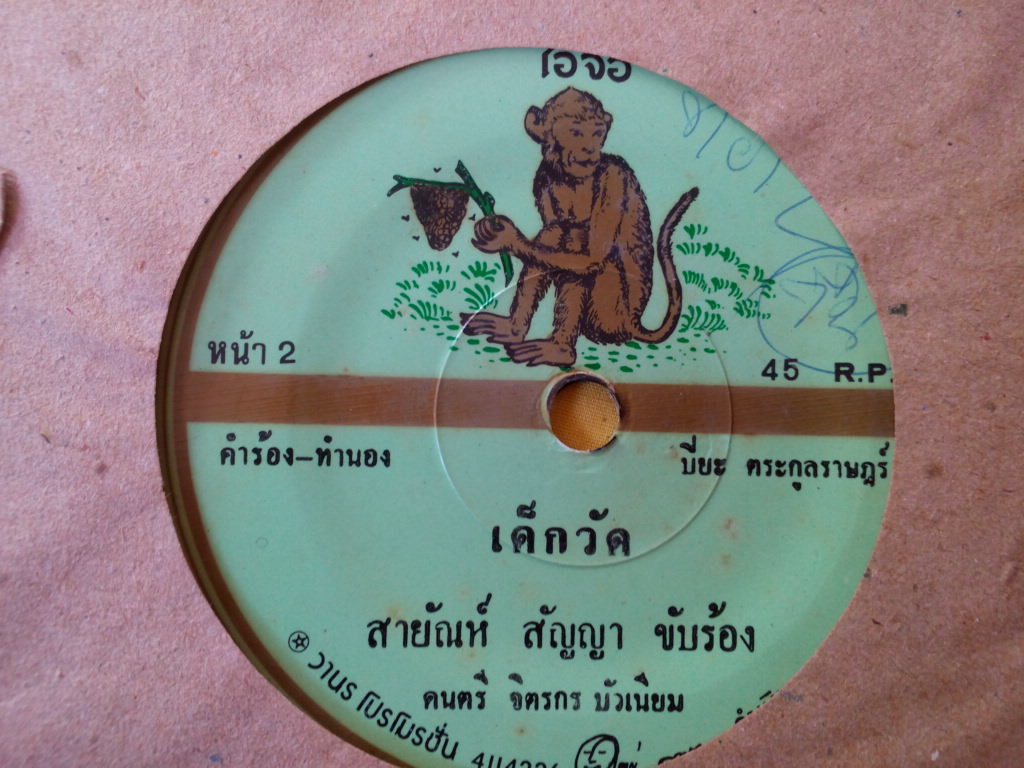 ไอ้จ๋อ
หน้า 2
45 R.P.
คำร้อง–ทำนอง
บี่ยะ ตระกูลราษฎร์
เด็กวัด
สายัณห์ สัญญา ขับร้อง
ดนตรี จิตรกร บัวเนียม
วานร โปรโมรชั่น